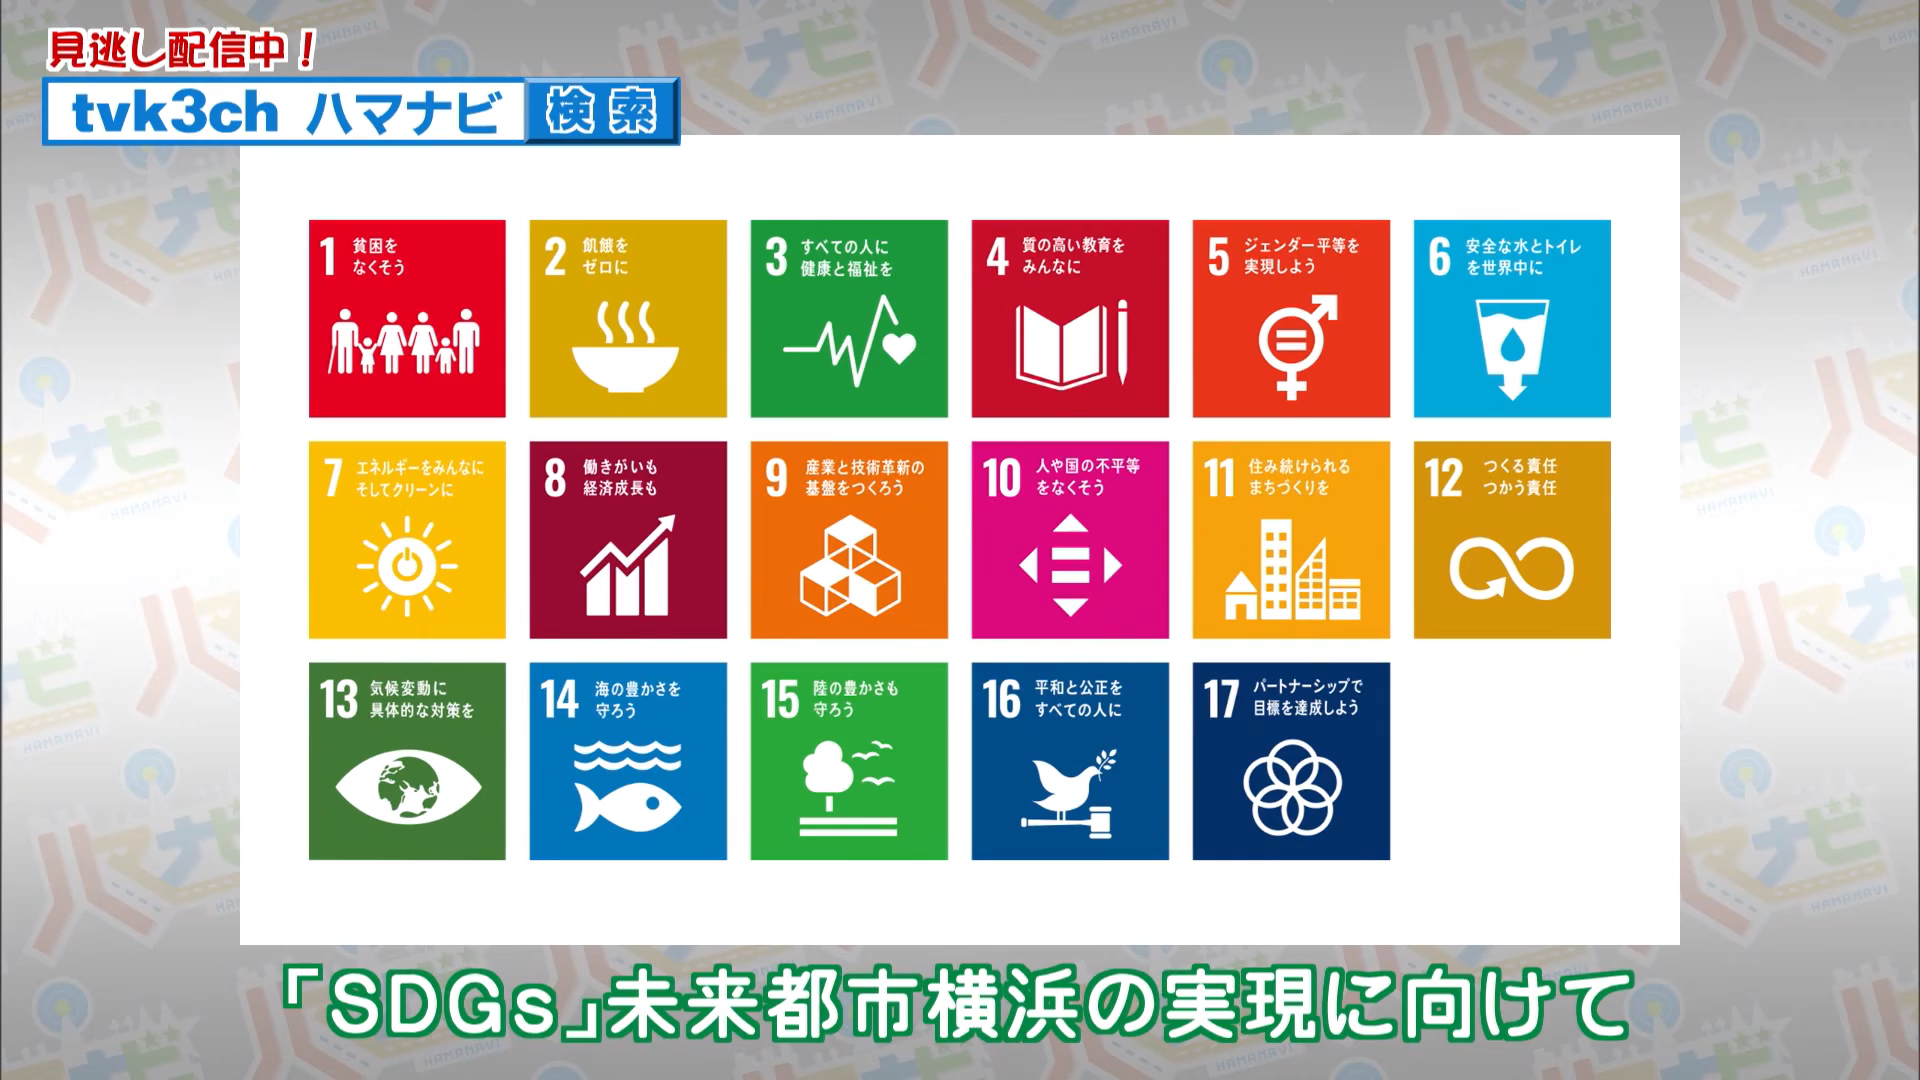 見逃し配信中！
tvk3ch ハマナビ 検索
1 貧困を
なくそう
2 飢餓を
ゼロに
3 すべての人に
健康と福祉を
4 質の高い教育を
みんなに
5 ジェンダー平等を
実現しよう
6 安全な水とトイレ
を世界中に
7 エネルギーをみんなに
そしてクリーンに
8 働きがいも
経済成長も
9 産業と技術革新の
基盤をつくろう
10 人や国の不平等
をなくそう
11 住み続けられる
まちづくりを
12 つくる責任
つかう責任
13 気候変動に
具体的な対策を
14 海の豊かさを
守ろう
15 陸の豊かさも
守ろう
16 平和と公正を
すべての人に
17 パートナーシップで
目標を達成しよう
「SDGs」未来都市横浜の実現に向けて